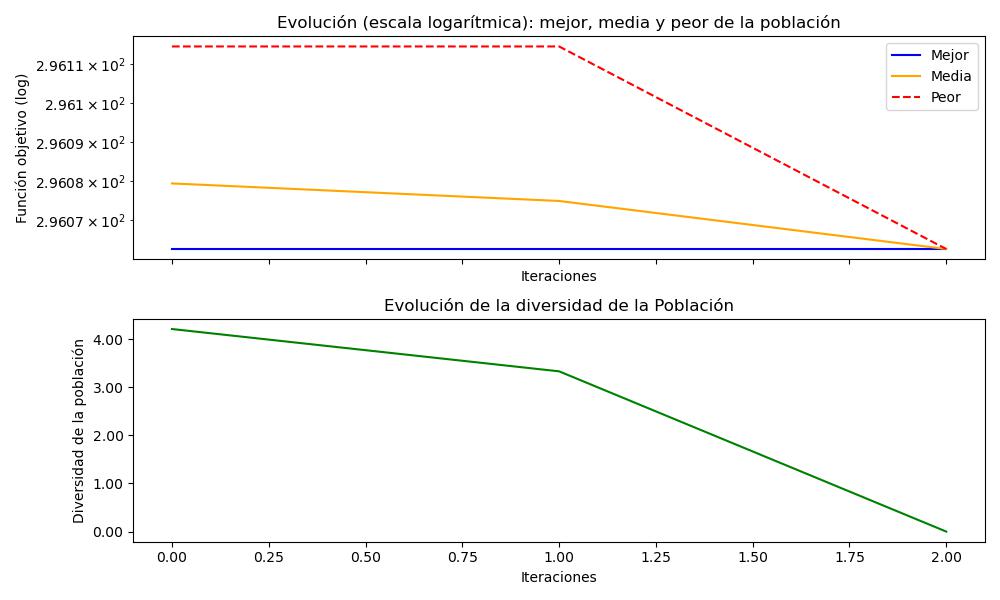 Evolución (escala logarítmica): mejor, media y peor de la población
Función objetivo (log)
2.9611 × 10²
2.961 × 10²
2.9609 × 10²
2.9608 × 10²
2.9607 × 10²
Mejor
Media
Peor
Iteraciones
Evolución de la diversidad de la Población
Diversidad de la población
4.00
3.00
2.00
1.00
0.00
0.00 0.25 0.50 0.75 1.00 1.25 1.50 1.75 2.00
Iteraciones